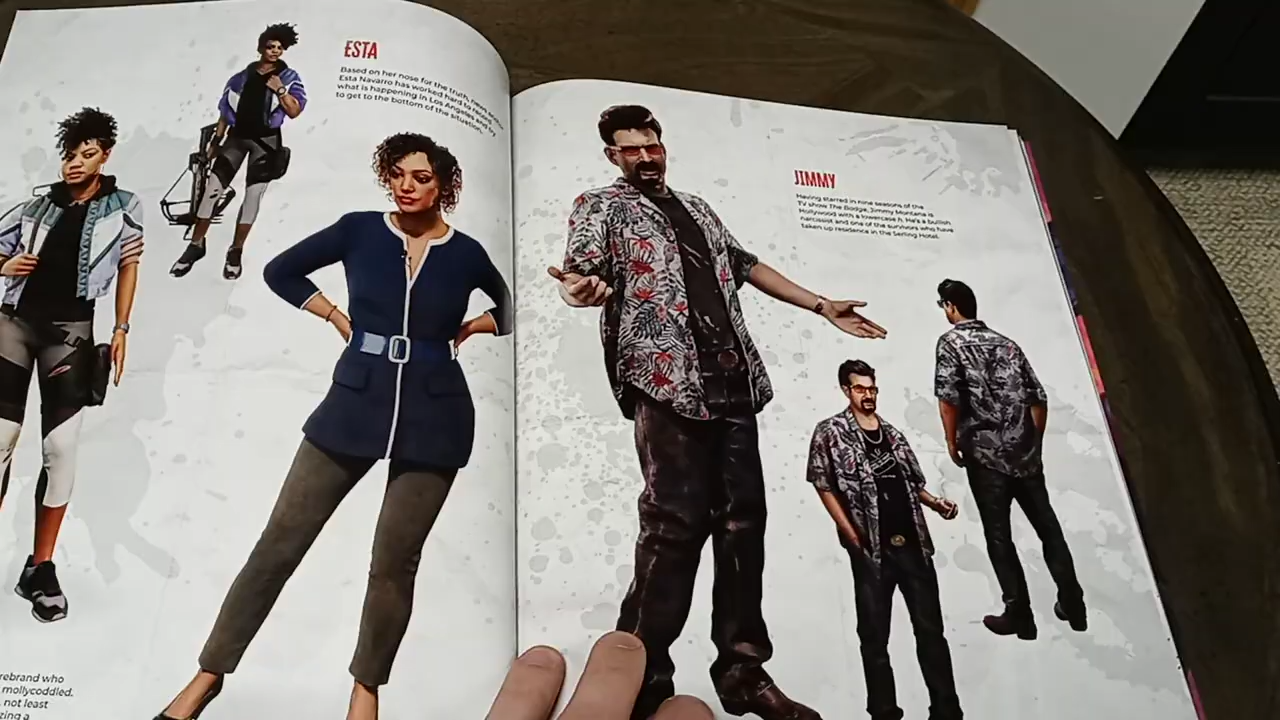 ESTA
Based on her nose for the truth, news
Esta Navarro has worked hard to
what is happening in Los Angeles and try
to get to the bottom of the situation.
JIMMY
Having starred in nine seasons of the
TV show The Bodge, Jimmy Montana is
Hollywood with a lowercase h. He's a bullish
narcissist and one of the survivors who have
taken up residence in the Serling Hotel.
rebrand who
mollycoddled.
not least
zing a